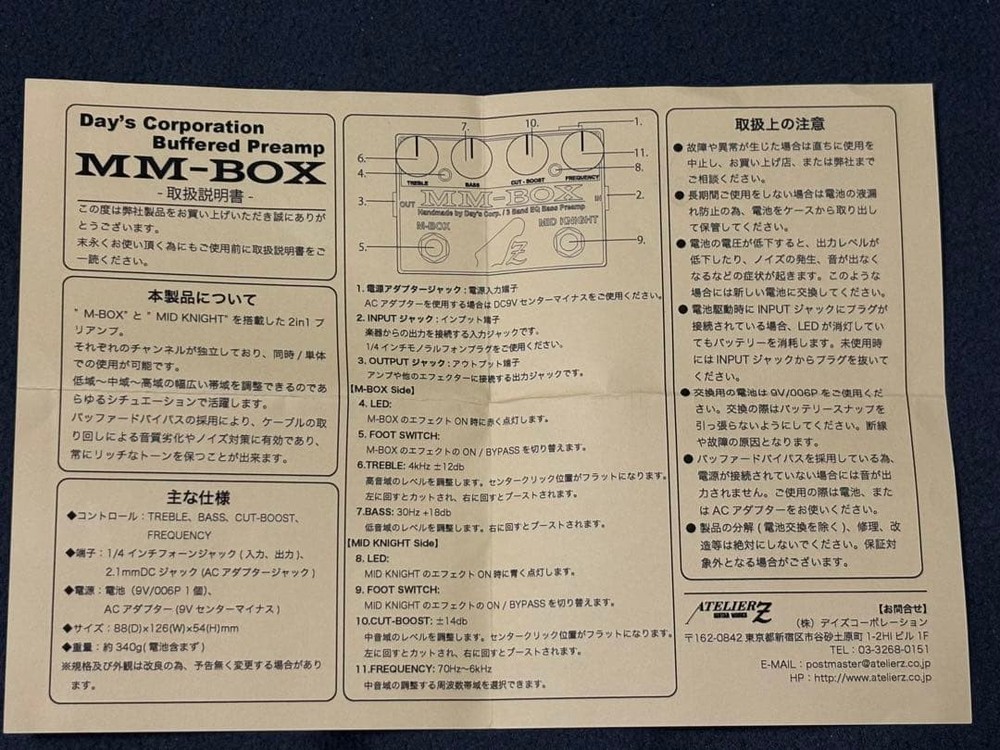 Day's Corporation
Buffered Preamp
MM-BOX
- 取扱説明書 -
この度は弊社製品をお買い上げいただき誠にありが
とうございます。
末永くお使い頂く為にもご使用前に取扱説明書をご
一読ください。
本製品について
" M-BOX" と " MID KNIGHT" を搭載した 2in1 プ
リアンプ。
それぞれのチャンネルが独立しており、同時 / 単体
での使用が可能です。
低域~中域~高域の幅広い帯域を調整できるのであ
らゆるシチュエーションで活躍します。
バッファードバイパスの採用により、ケーブルの取
り回しによる音質劣化やノイズ対策に有効であり、
常にリッチなトーンを保つことが出来ます。
主な仕様
◆コントロール：TREBLE、BASS、CUT-BOOST、
FREQUENCY
◆端子：1/4 インチフォーンジャック ( 入力、出力 )、
2.1mmDC ジャック (AC アダプタージャック )
◆電源：電池（9V/006P 1 個)、
AC アダプター (9V センターマイナス )
◆サイズ：88(D)×126(W)×54(H)mm
◆重量：約 340g( 電池含まず )
※規格及び外観は改良の為、予告無く変更する場合があり
ます。
7.
10.
1.
6.
11.
4.
8.
TREBLE
BASS
CUT - BOOST
FREQUENCY
3.
OUT
MM-BOX
IN
2.
Handmade by Day's Corp. / 3 Band EQ Bass Preamp
M-BOX
MID KNIGHT
5.
9.
1. 電源アダプタージャック：電源入力端子
AC アダプターを使用する場合は DC9V センターマイナスをご使用ください。
2. INPUT ジャック：インプット端子
楽器からの出力を接続する入力ジャックです。
1/4 インチモノラルフォンプラグをご使用ください。
3. OUTPUT ジャック：アウトプット端子
アンプや他のエフェクターに接続する出力ジャックです。
【M-BOX Side】
4. LED:
M-BOX のエフェクト ON 時に赤く点灯します。
5. FOOT SWITCH:
M-BOX のエフェクトの ON / BYPASS を切り替えます。
6.TREBLE: 4kHz ±12db
高音域のレベルを調整します。センタークリック位置がフラットになります。
左に回すとカットされ、右に回すとブーストされます。
7.BASS: 30Hz +18db
低音域のレベルを調整します。右に回すとブーストされます。
【MID KNIGHT Side】
8. LED:
MID KNIGHT のエフェクト ON 時に青く点灯します。
9. FOOT SWITCH:
MID KNIGHT のエフェクトの ON / BYPASS を切り替えます。
10.CUT-BOOST: ±14db
中音域のレベルを調整します。センタークリック位置がフラットになります。
左に回すとカットされ、右に回すとブーストされます。
11.FREQUENCY: 70Hz~6kHz
中音域の調整する周波数帯域を選択できます。
取扱上の注意
● 故障や異常が生じた場合は直ちに使用を
中止し、お買い上げ店、または弊社まで
ご相談ください。
● 長期間ご使用をしない場合は電池の液漏
れ防止の為、電池をケースから取り出し
て保管してください。
● 電池の電圧が低下すると、出力レベルが
低下したり、ノイズの発生、音が出なく
なるなどの症状が起きます。このような
場合には新しい電池に交換してください。
● 電池駆動時に INPUT ジャックにプラグが
接続されている場合、LED が消灯してい
てもバッテリーを消耗します。未使用時
には INPUT ジャックからプラグを抜いて
ください。
● 交換用の電池は 9V/006P をご使用くだ
さい。交換の際はバッテリースナップを
引っ張らないようにしてください。断線
や故障の原因となります。
● バッファードバイパスを採用している為、
電源が接続されていない場合には音が出
力されません。ご使用の際は電池、また
は AC アダプターをお使いください。
● 製品の分解 ( 電池交換を除く )、修理、改
造等は絶対にしないでください。保証対
象外となる場合がございます。
ATELIER Z
GUITAR WORKS
【お問合せ】
（株）デイズコーポレーション
〒162-0842 東京都新宿区市谷砂土原町 1-2HI ビル 1F
TEL : 03-3268-0151
E-MAIL : postmaster@atelierz.co.jp
HP : http://www.atelierz.co.jp